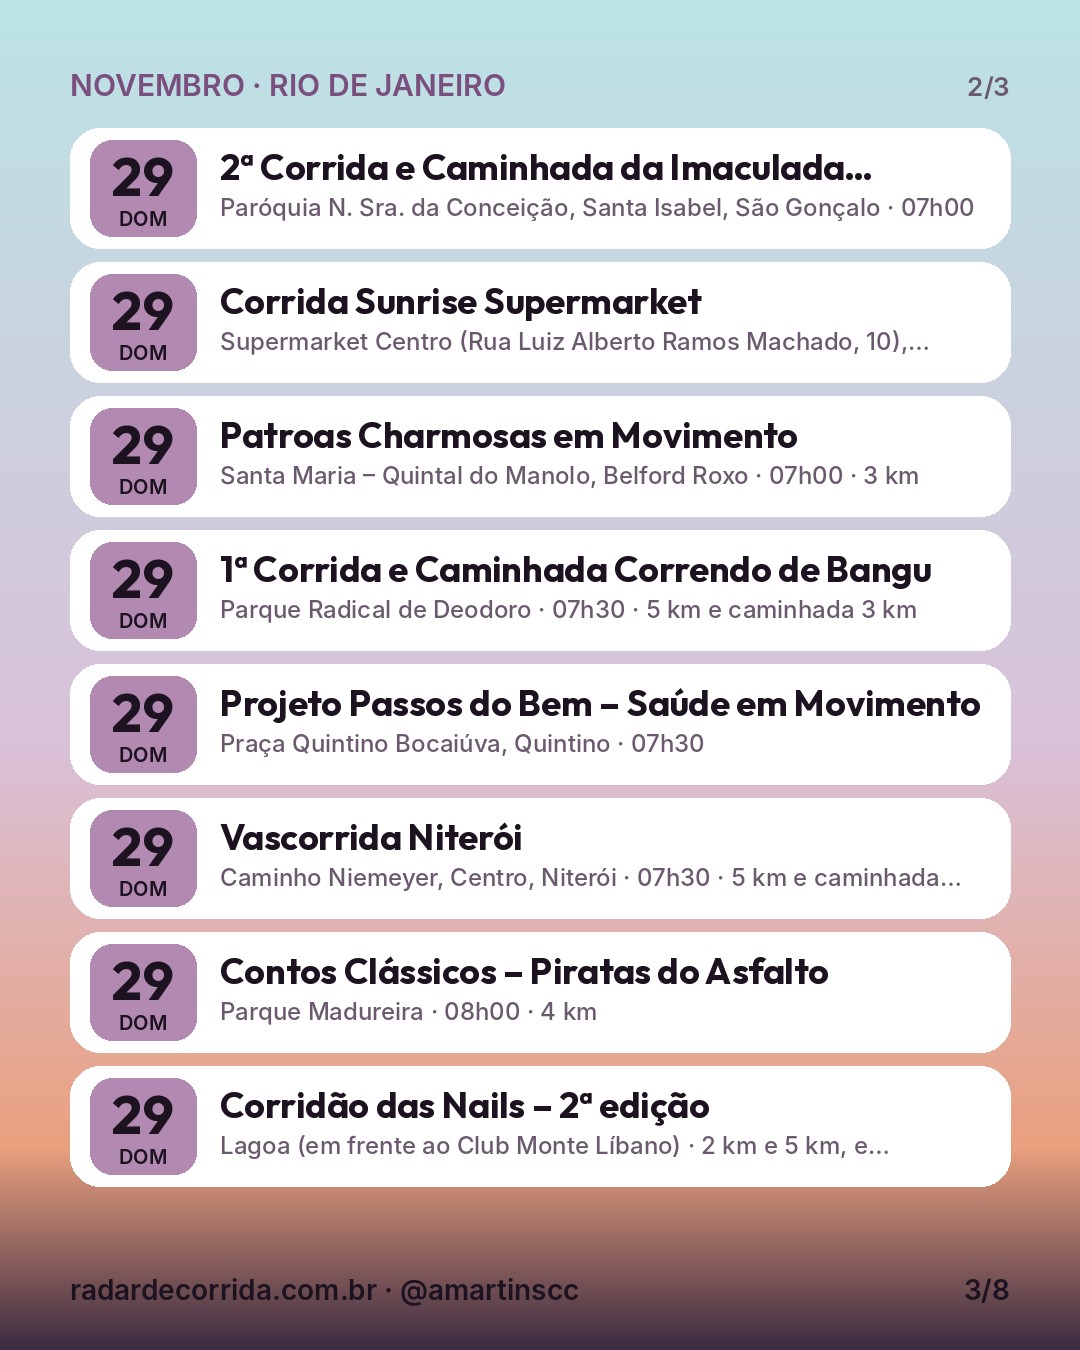 NOVEMBRO · RIO DE JANEIRO
2/3
29
DOM
2ª Corrida e Caminhada da Imaculada...
Paróquia N. Sra. da Conceição, Santa Isabel, São Gonçalo · 07h00
29
DOM
Corrida Sunrise Supermarket
Supermarket Centro (Rua Luiz Alberto Ramos Machado, 10),...
29
DOM
Patroas Charmosas em Movimento
Santa Maria – Quintal do Manolo, Belford Roxo · 07h00 · 3 km
29
DOM
1ª Corrida e Caminhada Correndo de Bangu
Parque Radical de Deodoro · 07h30 · 5 km e caminhada 3 km
29
DOM
Projeto Passos do Bem – Saúde em Movimento
Praça Quintino Bocaiúva, Quintino · 07h30
29
DOM
Vascorrida Niterói
Caminho Niemeyer, Centro, Niterói · 07h30 · 5 km e caminhada...
29
DOM
Contos Clássicos – Piratas do Asfalto
Parque Madureira · 08h00 · 4 km
29
DOM
Corridão das Nails – 2ª edição
Lagoa (em frente ao Club Monte Líbano) · 2 km e 5 km, e...
radardecorrida.com.br · @amartinscc
3/8